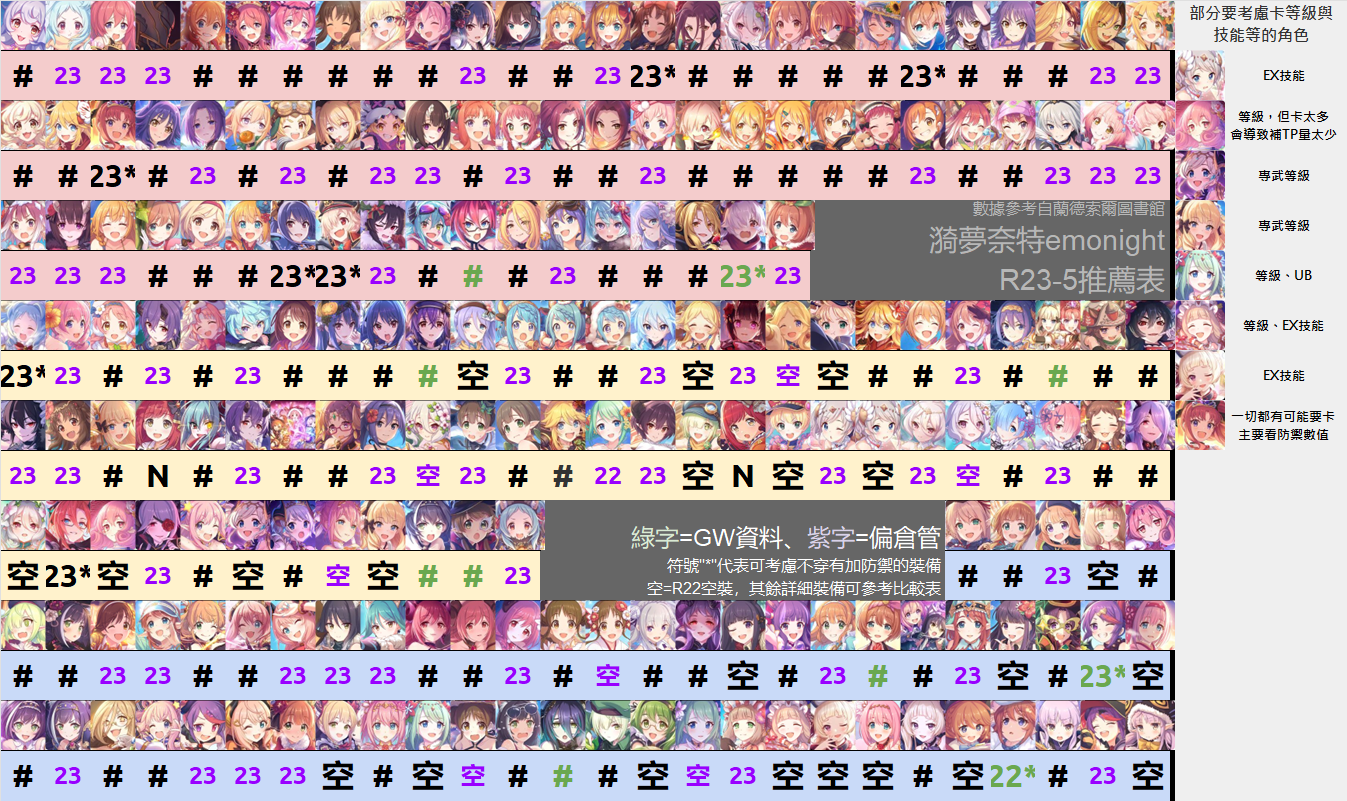 部分要考慮卡等級與
技能等的角色
# 23 23 23 # # # # # # 23 # # 23 23* # # # # # 23* # # # 23 23
EX技能
等級，但卡太多
會導致補TP量太少
# # 23* # 23 # 23 # 23 23 # 23 # # 23 # # # # # 23 # # 23 23 23
專武等級
數據參考自蘭德索爾圖書館
漪夢奈特emonight
R23-5推薦表
專武等級
23 23 23 # # # 23* 23* 23 # # # 23 # # # 23* 23
等級、UB
等級、EX技能
23* 23 # 23 # 23 # # # # 空 23 # # 23 空 23 空 空 # # 23 # # # #
EX技能
一切都有可能要卡
主要看防禦數值
23 23 # N # 23 # # 23 空 23 # # 22 23 空 N 空 23 空 23 空 # 23 # #
綠字=GW資料、紫字=偏倉管
符號"*"代表可考慮不穿有加防禦的裝備
空=R22空裝，其餘詳細裝備可參考比較表
空 23* 空 23 # 空 # 空 空 # # 23 # # 23 空 #
# # 23 23 # # 23 23 23 # # 23 # 空 # # 空 # 23 # # 23 空 # 23* 空
# 23 # # 23 23 23 空 # 空 空 # # # 空 空 23 空 空 空 # 空 22* # 23 空